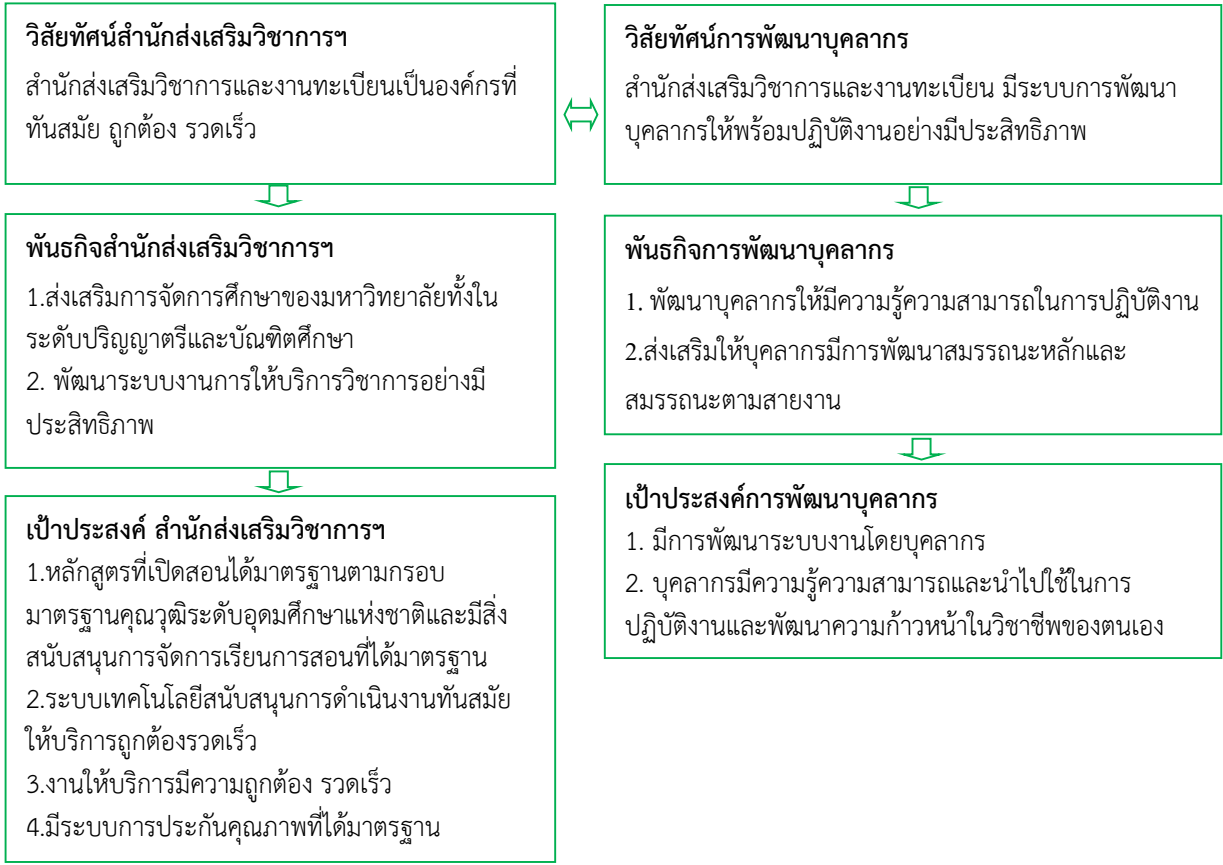 วิสัยทัศน์สำนักส่งเสริมวิชาการฯ
สำนักส่งเสริมวิชาการและงานทะเบียนเป็นองค์กรที่
ทันสมัย ถูกต้อง รวดเร็ว
วิสัยทัศน์การพัฒนาบุคลากร
สำนักส่งเสริมวิชาการและงานทะเบียน มีระบบการพัฒนา
บุคลากรให้พร้อมปฏิบัติงานอย่างมีประสิทธิภาพ
พันธกิจสำนักส่งเสริมวิชาการฯ
1.ส่งเสริมการจัดการศึกษาของมหาวิทยาลัยทั้งใน
ระดับปริญญาตรีและบัณฑิตศึกษา
2. พัฒนาระบบงานการให้บริการวิชาการอย่างมี
ประสิทธิภาพ
พันธกิจการพัฒนาบุคลากร
1. พัฒนาบุคลากรให้มีความรู้ความสามารถในการปฏิบัติงาน
2.ส่งเสริมให้บุคลากรมีการพัฒนาสมรรถนะหลักและ
สมรรถนะตามสายงาน
เป้าประสงค์ สำนักส่งเสริมวิชาการฯ
1.หลักสูตรที่เปิดสอนได้มาตรฐานตามกรอบ
มาตรฐานคุณวุฒิระดับอุดมศึกษาแห่งชาติและมีสิ่ง
สนับสนุนการจัดการเรียนการสอนที่ได้มาตรฐาน
2.ระบบเทคโนโลยีสนับสนุนการดำเนินงานทันสมัย
ให้บริการถูกต้องรวดเร็ว
3.งานให้บริการมีความถูกต้อง รวดเร็ว
4.มีระบบการประกันคุณภาพที่ได้มาตรฐาน
เป้าประสงค์การพัฒนาบุคลากร
1. มีการพัฒนาระบบงานโดยบุคลากร
2. บุคลากรมีความรู้ความสามารถและนำไปใช้ในการ
ปฏิบัติงานและพัฒนาความก้าวหน้าในวิชาชีพของตนเอง